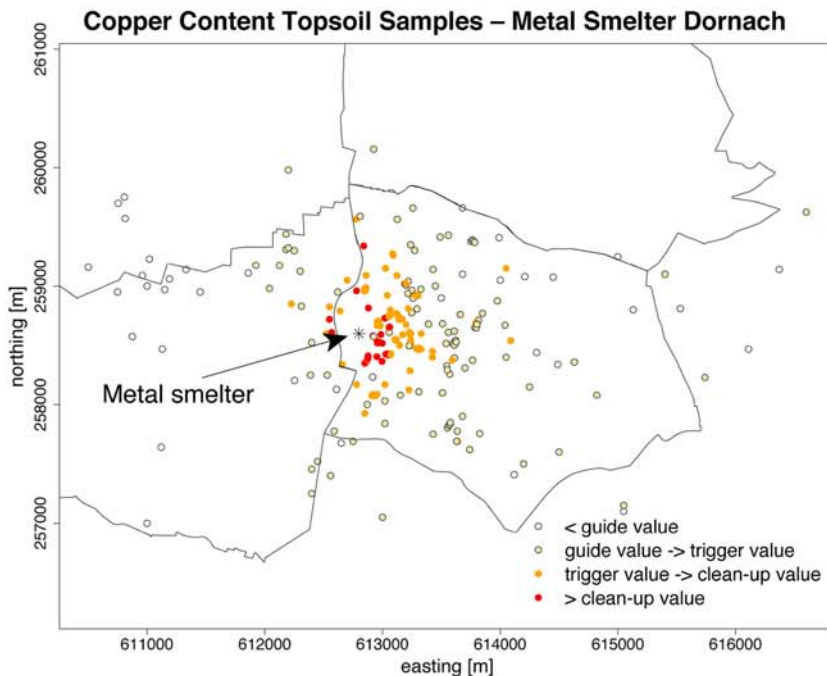 Copper Content Topsoil Samples – Metal Smelter Dornach
261000
260000
259000
258000
257000
northing [m]
Metal smelter
< guide value
guide value -> trigger value
trigger value -> clean-up value
> clean-up value
611000 612000 613000 614000 615000 616000
easting [m]